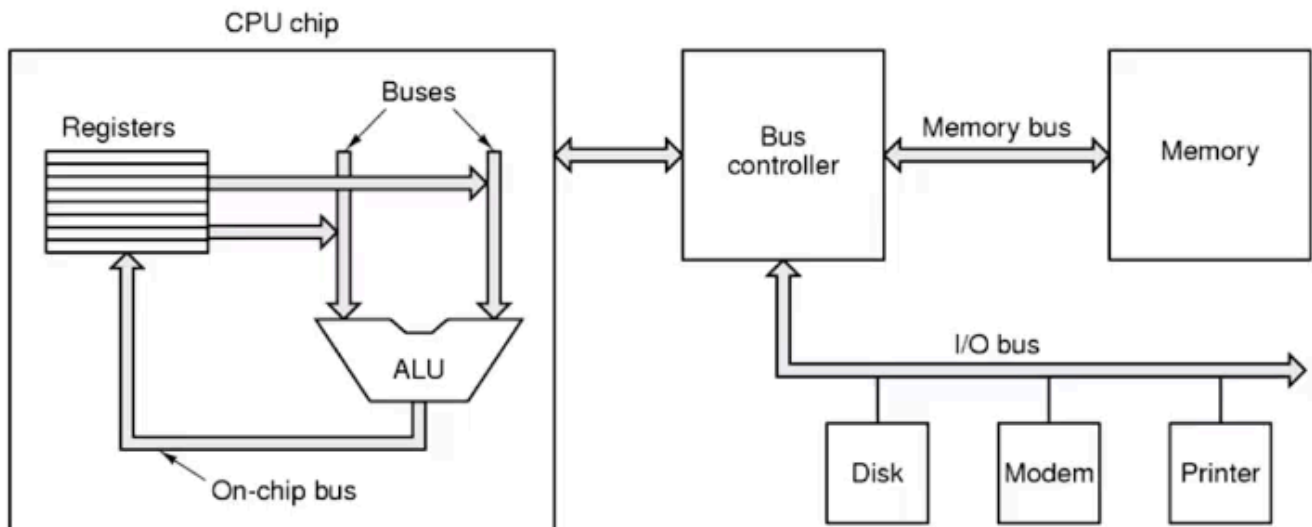 CPU chip
Buses
Registers
ALU
On-chip bus
Bus
controller
Memory bus
Memory
I/O bus
Disk
Modem
Printer